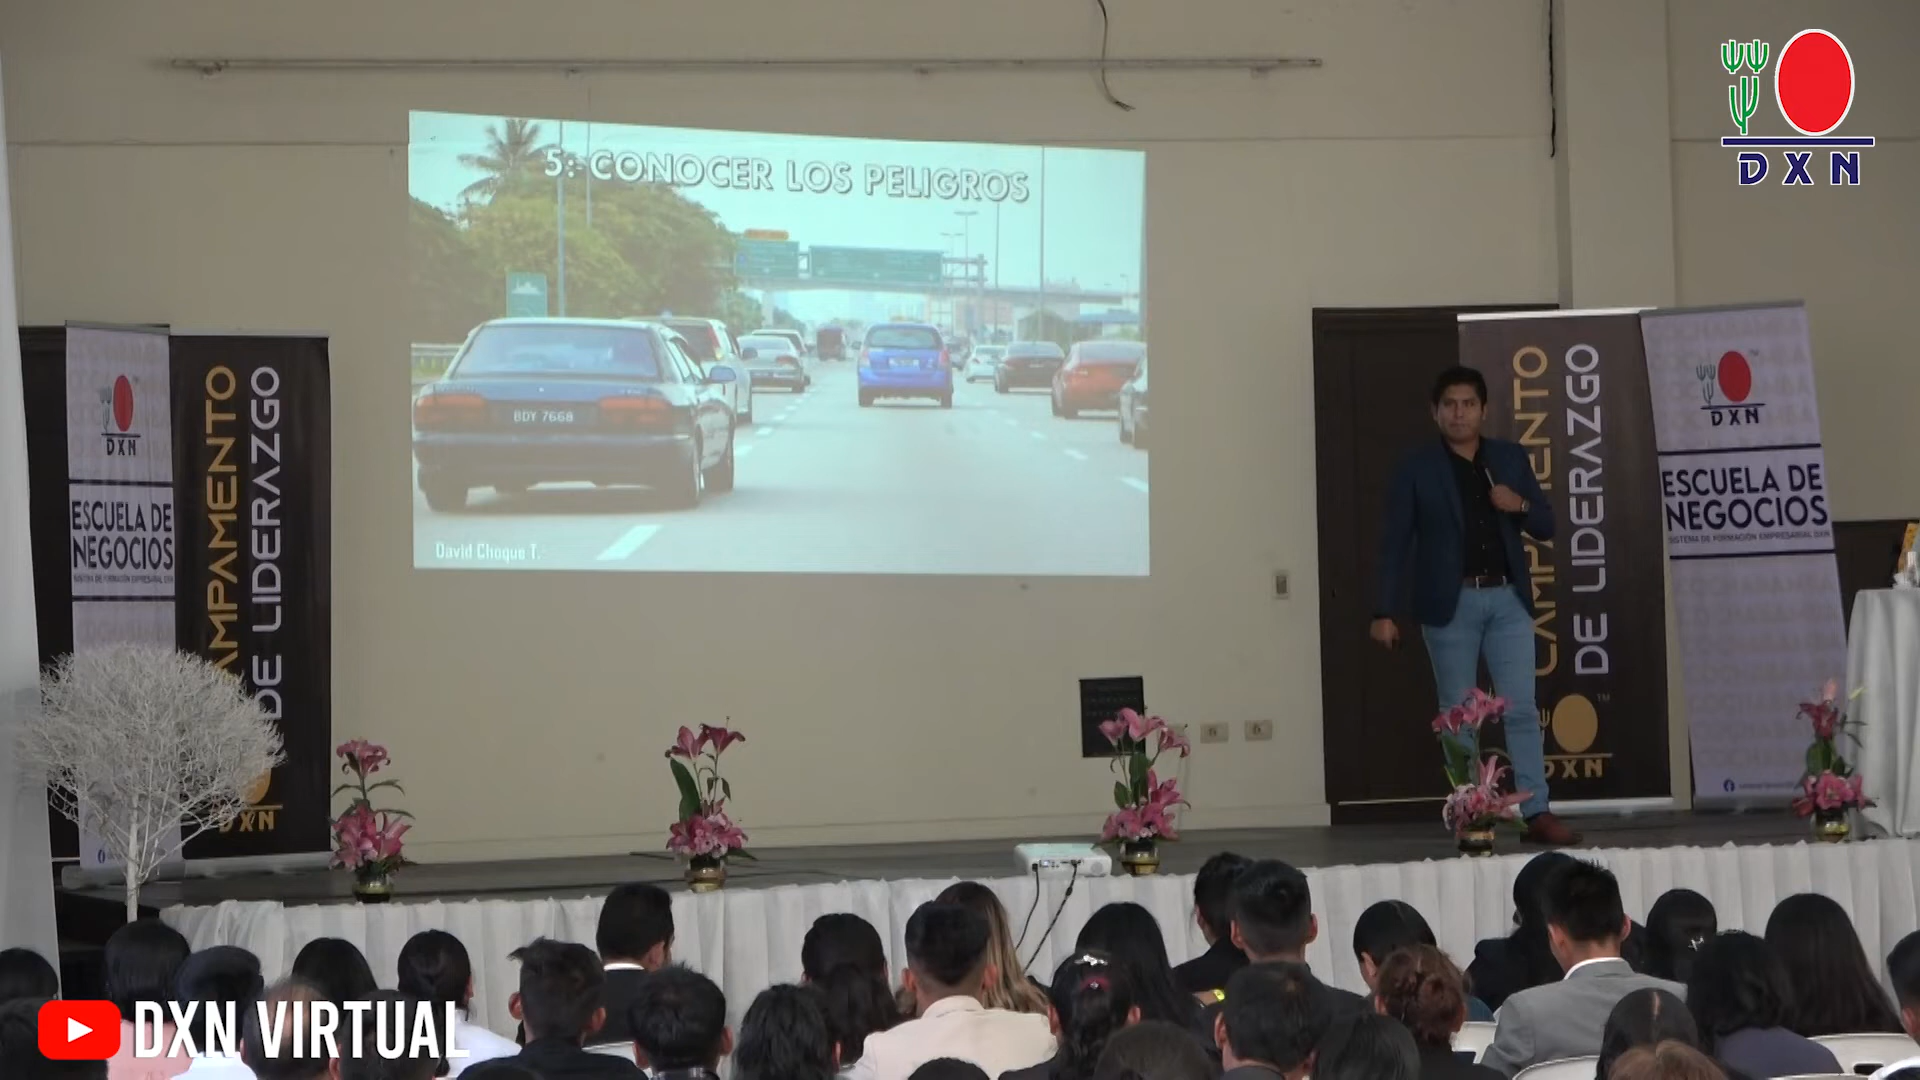 DXN
5: CONOCER LOS PELIGROS
BDY 7668
David Choque T.
DXN
ESCUELA DE
NEGOCIOS
CAMPAMENTO
DE LIDERAZGO
DXN
CAMPAMENTO
DE LIDERAZGO
DXN
DXN
ESCUELA DE
NEGOCIOS
SISTEMA DE FORMACIÓN EMPRESARIAL DXN
DXN VIRTUAL